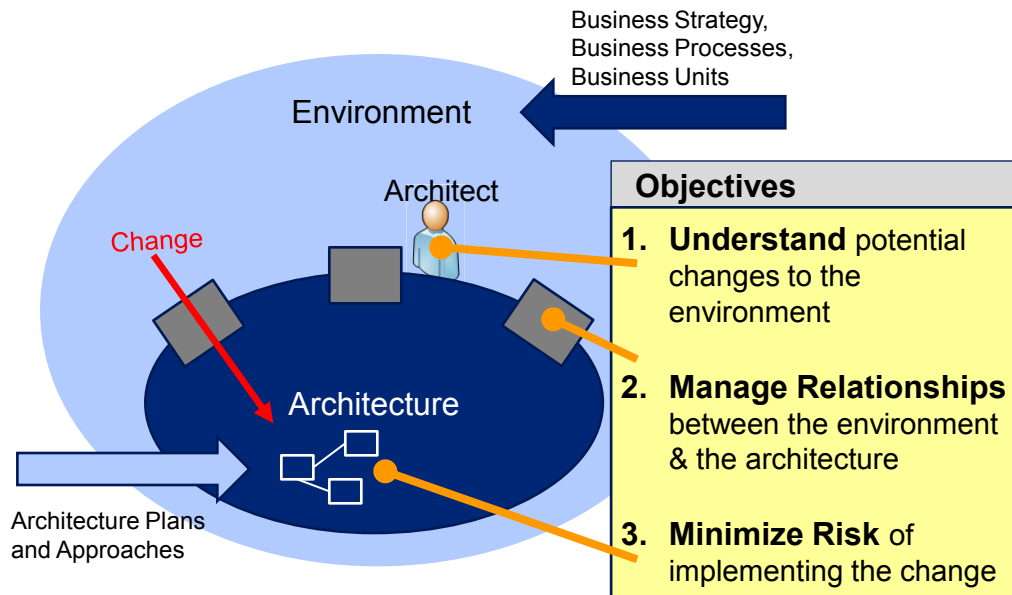 Business Strategy,
Business Processes,
Business Units
Environment
Architect
Change
Architecture
Architecture Plans
and Approaches
Objectives
1. Understand potential
changes to the
environment
2. Manage Relationships
between the environment
& the architecture
3. Minimize Risk of
implementing the change